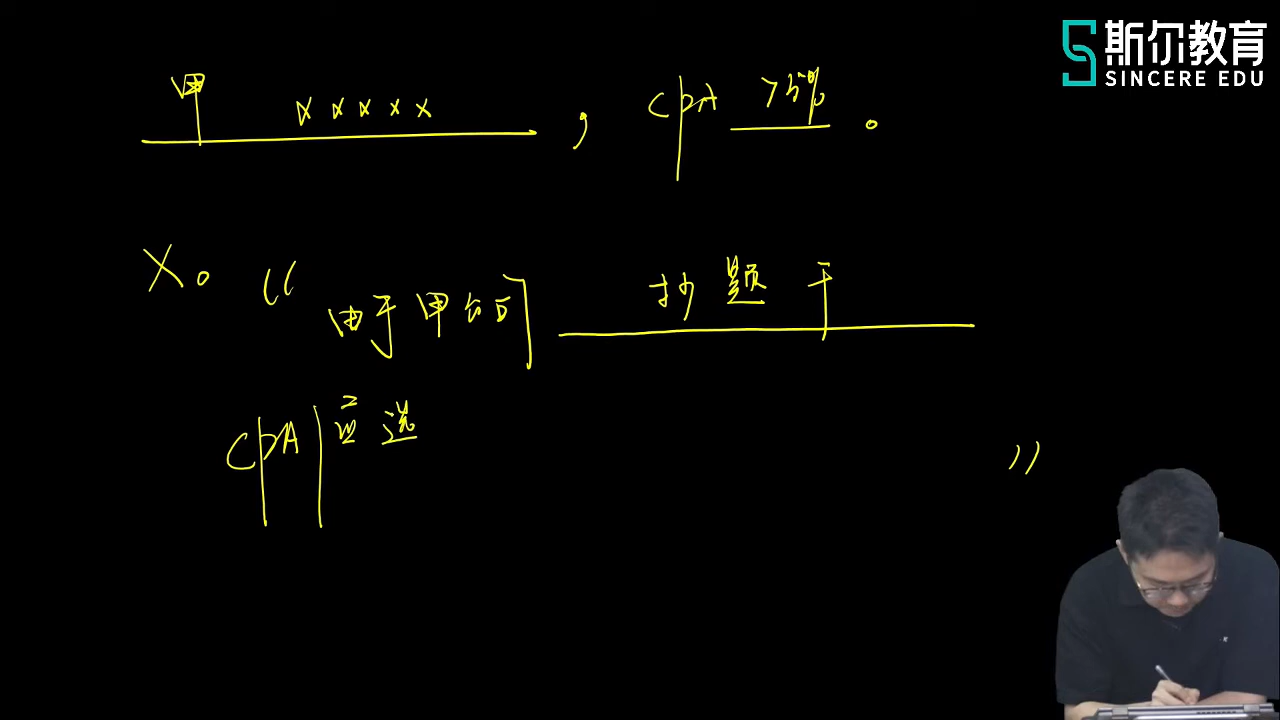 斯尔教育
SINCERE EDU
甲 xxxxx , CPA 75%。
X。 “由于甲公司 抄题干
CPA 应选 ”